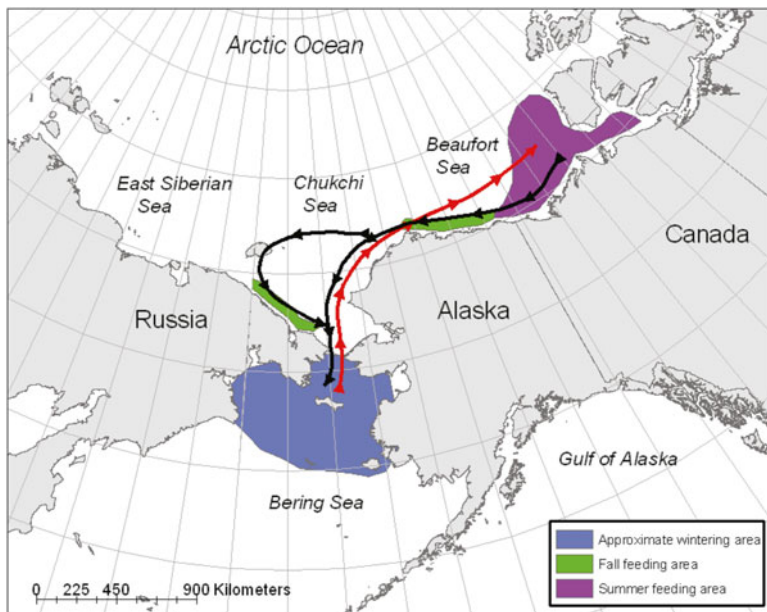 Arctic Ocean
Beaufort
Sea
East Siberian
Sea
Chukchi
Sea
Canada
Russia
Alaska
Gulf of Alaska
Bering Sea
Approximate wintering area
Fall feeding area
Summer feeding area
0 225 450 900 Kilometers